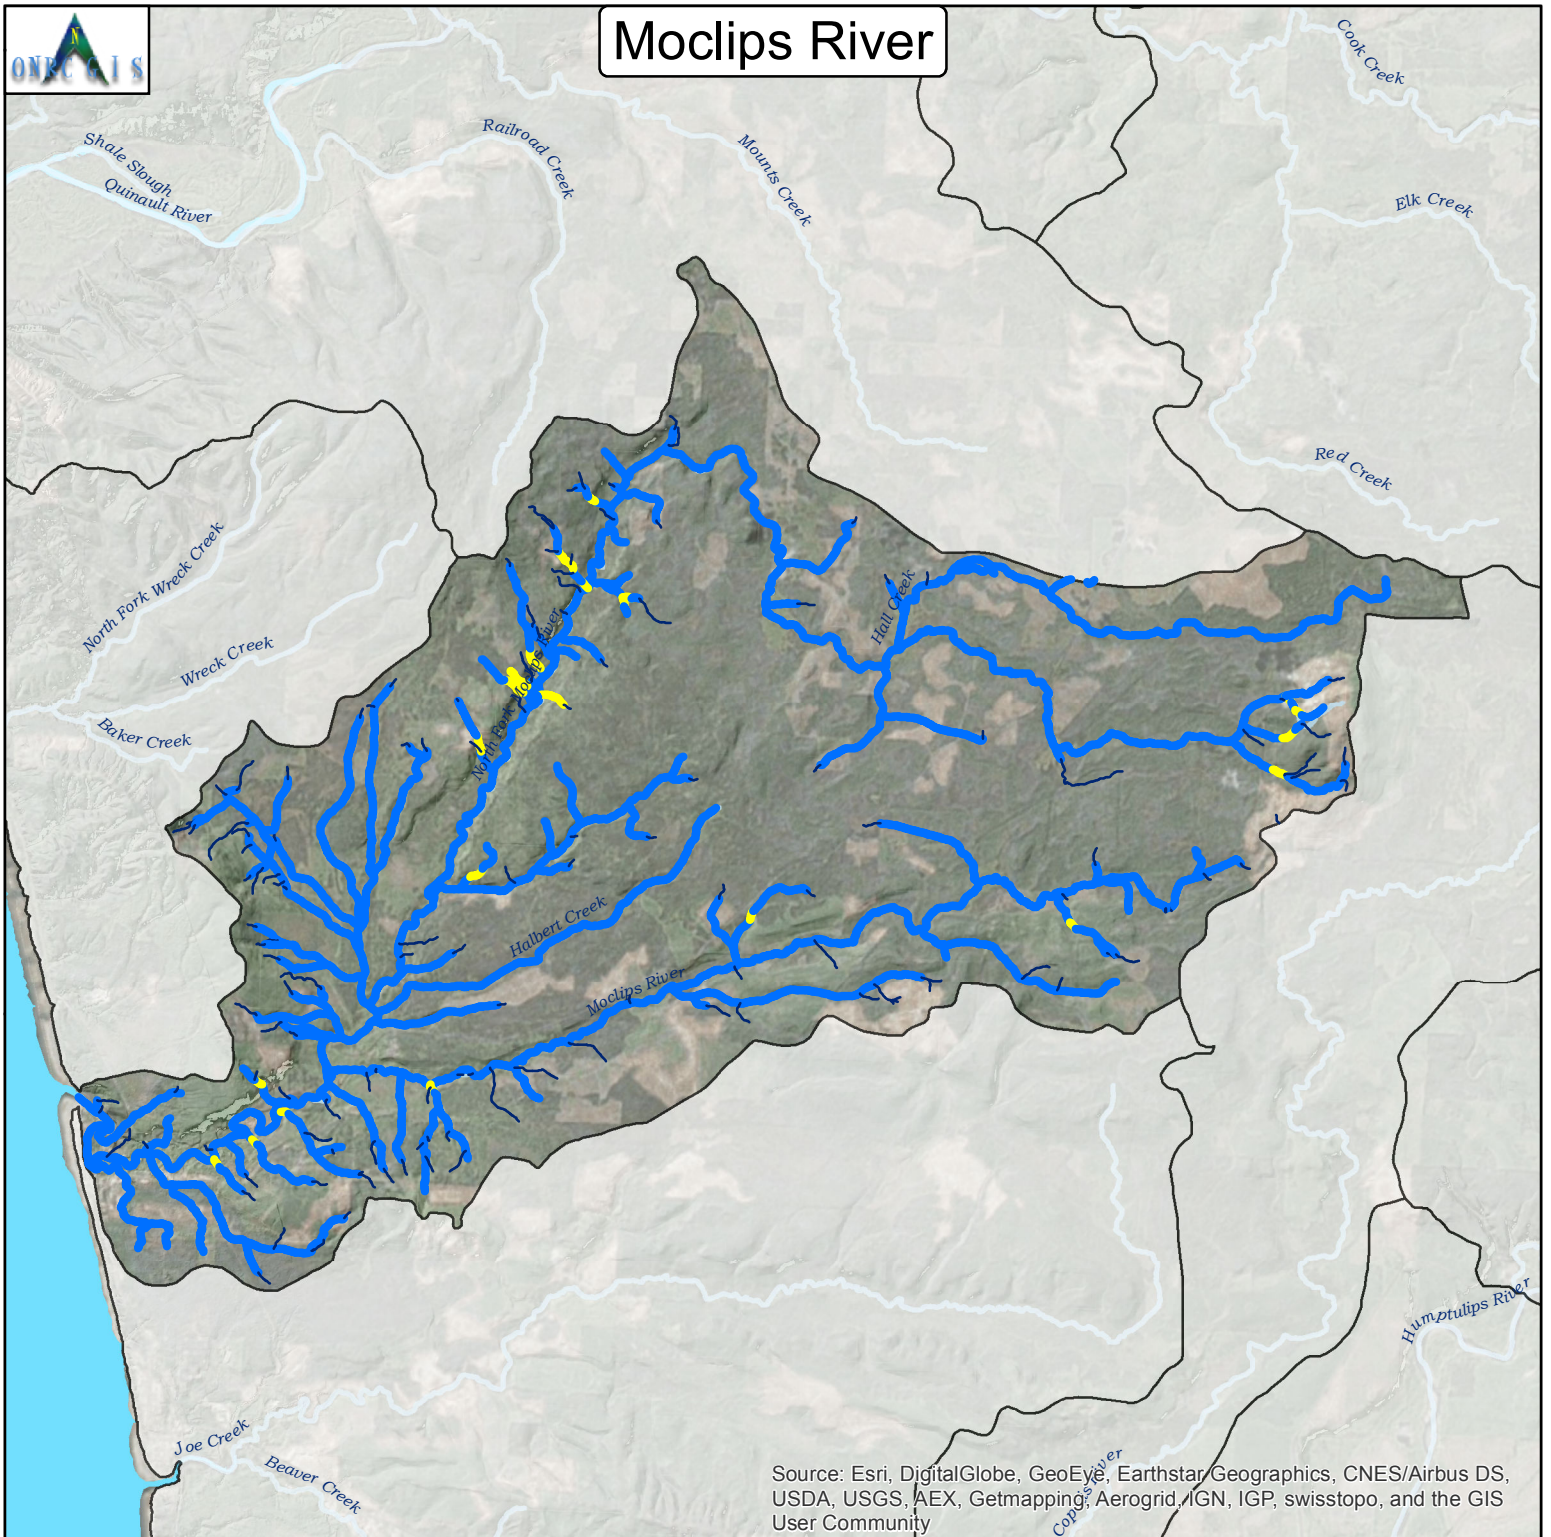 Moclips River
N
ONRC GIS
Cook Creek
Railroad Creek
Shale Slough
Quinault River
Mounts Creek
Elk Creek
Red Creek
North Fork Wreck Creek
Hall Creek
Wreck Creek
North Fork Moclips River
Baker Creek
Halbert Creek
Moclips River
Humptulips River
Joe Creek
Beaver Creek
Copalis river
Source: Esri, DigitalGlobe, GeoEye, Earthstar Geographics, CNES/Airbus DS,
USDA, USGS, AEX, Getmapping, Aerogrid, IGN, IGP, swisstopo, and the GIS
User Community